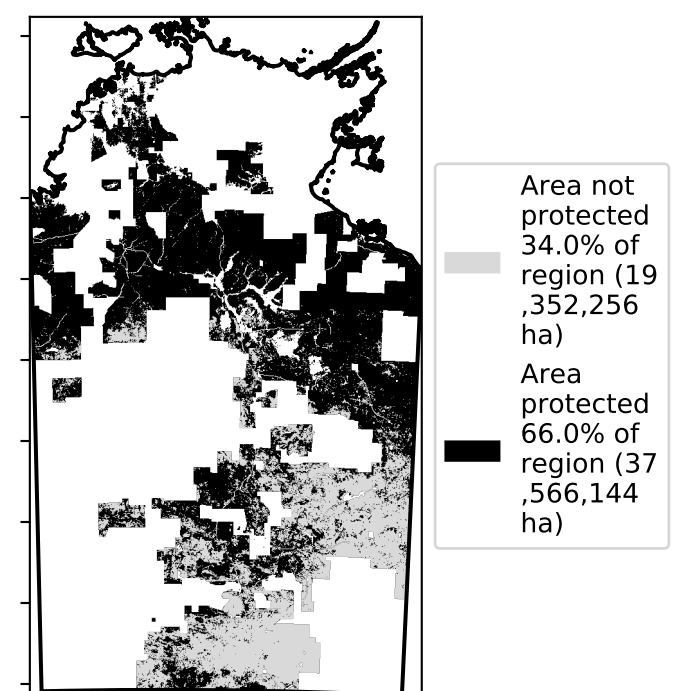 Area not
protected
34.0% of
region (19
,352,256
ha)
Area
protected
66.0% of
region (37
,566,144
ha)